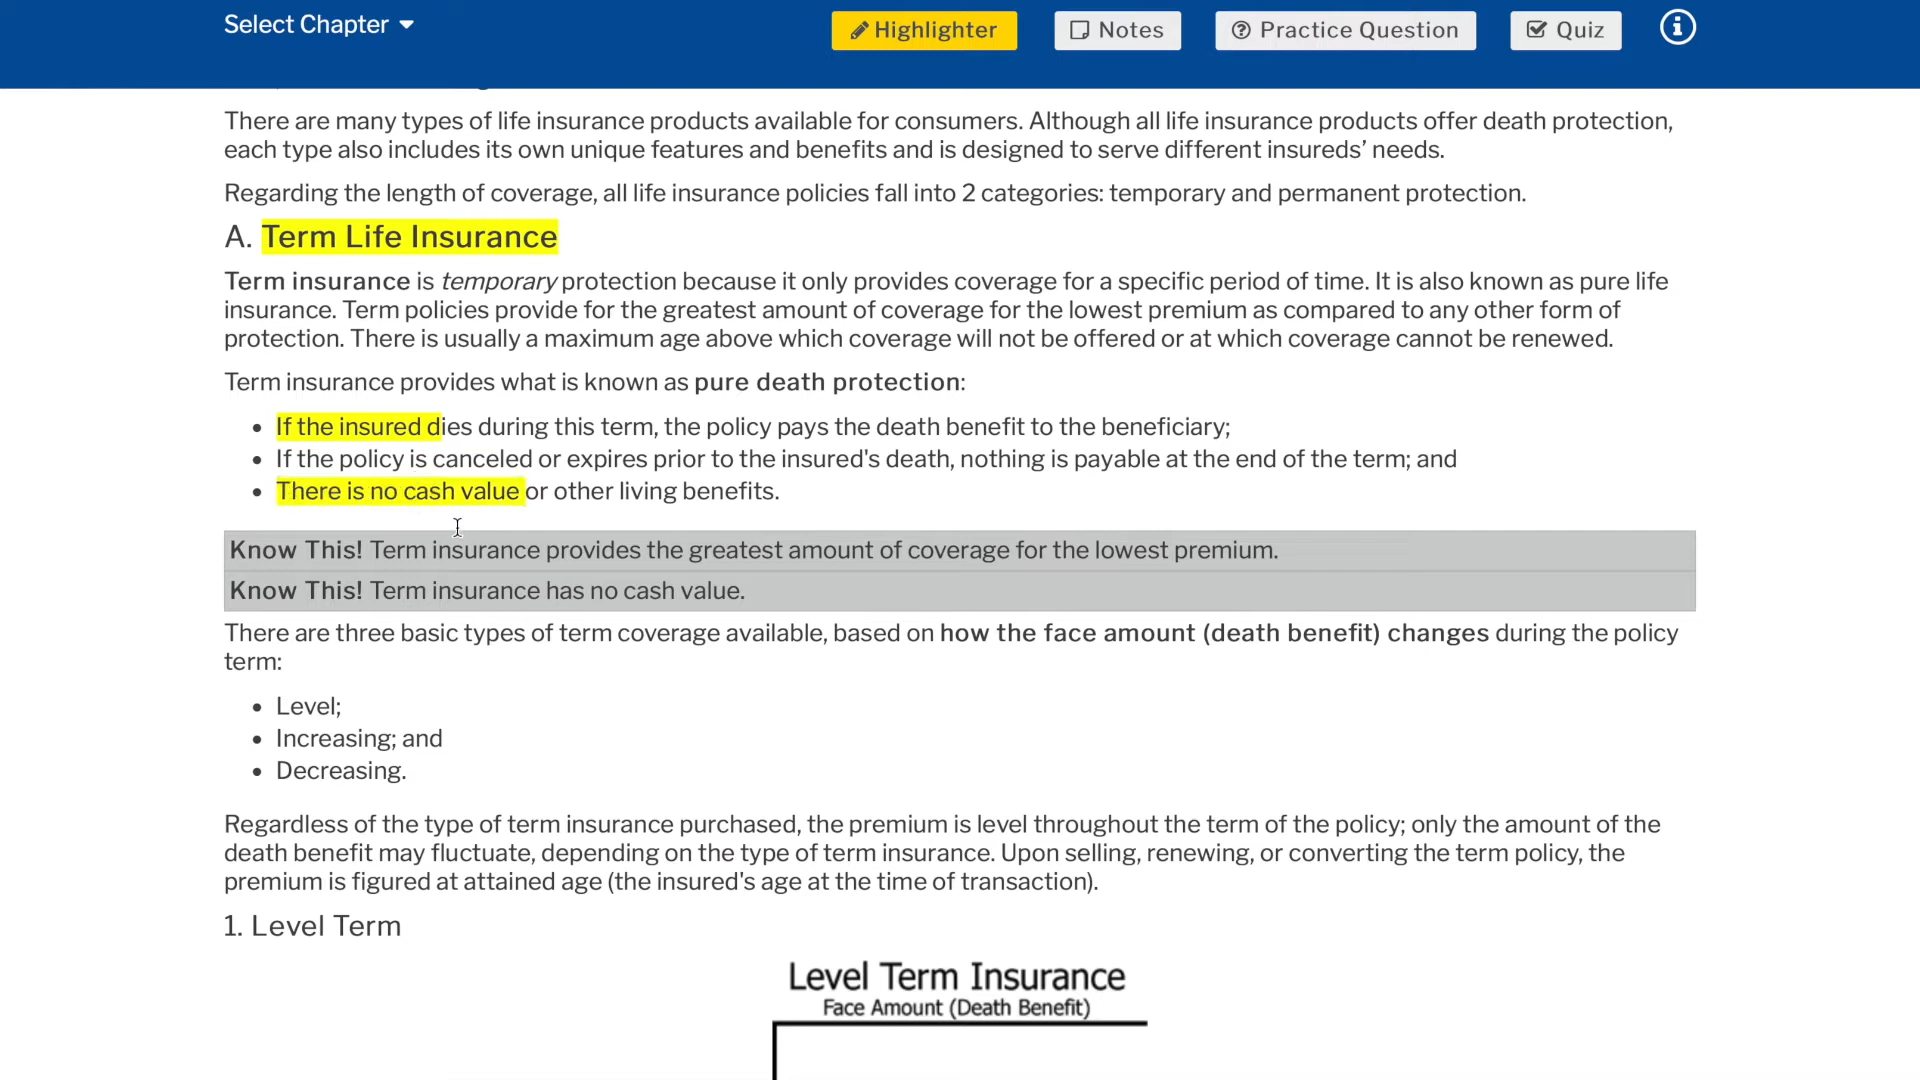 Select Chapter
Highlighter
Notes
Practice Question
Quiz
There are many types of life insurance products available for consumers. Although all life insurance products offer death protection,
each type also includes its own unique features and benefits and is designed to serve different insureds’ needs.
Regarding the length of coverage, all life insurance policies fall into 2 categories: temporary and permanent protection.
A. Term Life Insurance
Term insurance is temporary protection because it only provides coverage for a specific period of time. It is also known as pure life
insurance. Term policies provide for the greatest amount of coverage for the lowest premium as compared to any other form of
protection. There is usually a maximum age above which coverage will not be offered or at which coverage cannot be renewed.
Term insurance provides what is known as pure death protection:
• If the insured dies during this term, the policy pays the death benefit to the beneficiary;
• If the policy is canceled or expires prior to the insured's death, nothing is payable at the end of the term; and
• There is no cash value or other living benefits.
Know This! Term insurance provides the greatest amount of coverage for the lowest premium.
Know This! Term insurance has no cash value.
There are three basic types of term coverage available, based on how the face amount (death benefit) changes during the policy
term:
• Level;
• Increasing; and
• Decreasing.
Regardless of the type of term insurance purchased, the premium is level throughout the term of the policy; only the amount of the
death benefit may fluctuate, depending on the type of term insurance. Upon selling, renewing, or converting the term policy, the
premium is figured at attained age (the insured's age at the time of transaction).
1. Level Term
Level Term Insurance
Face Amount (Death Benefit)